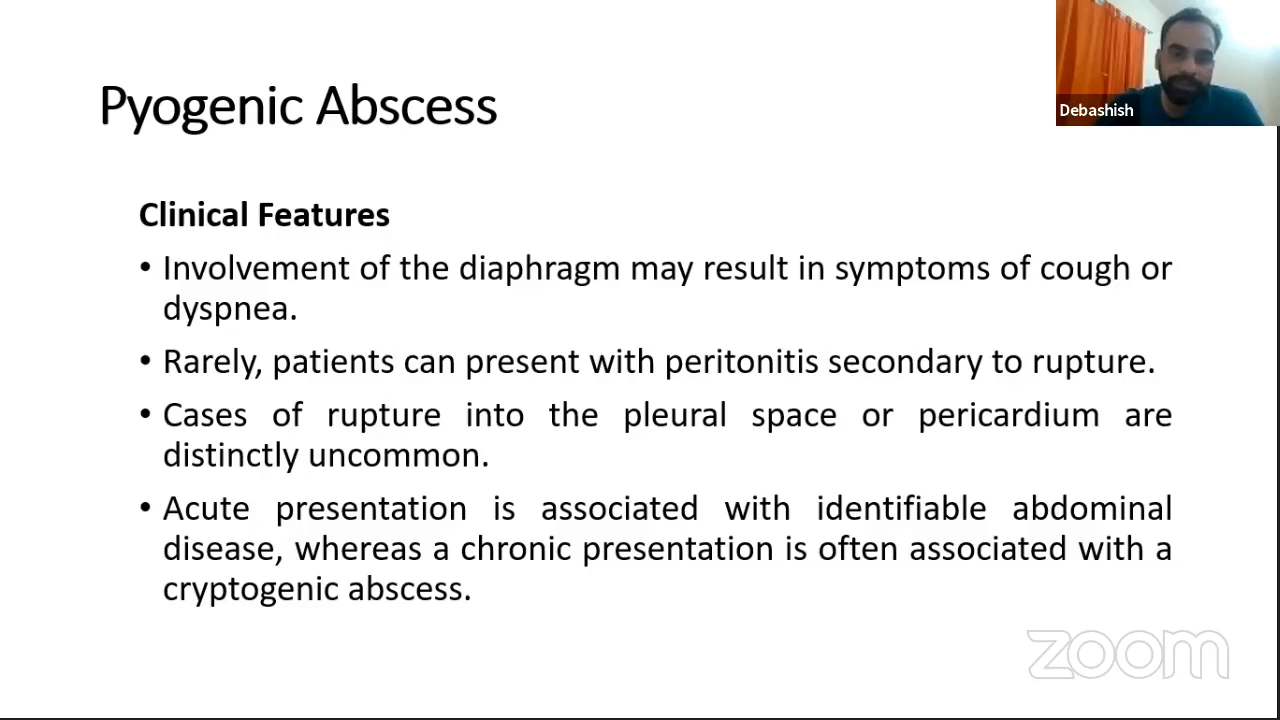 Pyogenic Abscess
Debashish
Clinical Features
• Involvement of the diaphragm may result in symptoms of cough or
dyspnea.
• Rarely, patients can present with peritonitis secondary to rupture.
• Cases of rupture into the pleural space or pericardium are
distinctly uncommon.
• Acute presentation is associated with identifiable abdominal
disease, whereas a chronic presentation is often associated with a
cryptogenic abscess.
zoom